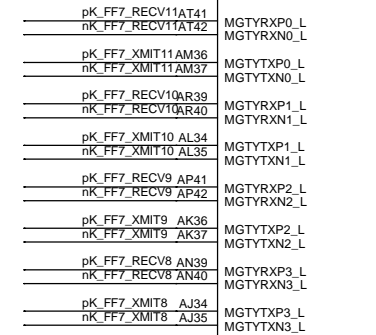 pK_FF7_RECV11 AT41 MGTYRXP0_L
nK_FF7_RECV11 AT42 MGTYRXN0_L
pK_FF7_XMIT11 AM36 MGTYTXP0_L
nK_FF7_XMIT11 AM37 MGTYTXN0_L
pK_FF7_RECV10 AR39 MGTYRXP1_L
nK_FF7_RECV10 AR40 MGTYRXN1_L
pK_FF7_XMIT10 AL34 MGTYTXP1_L
nK_FF7_XMIT10 AL35 MGTYTXN1_L
pK_FF7_RECV9 AP41 MGTYRXP2_L
nK_FF7_RECV9 AP42 MGTYRXN2_L
pK_FF7_XMIT9 AK36 MGTYTXP2_L
nK_FF7_XMIT9 AK37 MGTYTXN2_L
pK_FF7_RECV8 AN39 MGTYRXP3_L
nK_FF7_RECV8 AN40 MGTYRXN3_L
pK_FF7_XMIT8 AJ34 MGTYTXP3_L
nK_FF7_XMIT8 AJ35 MGTYTXN3_L